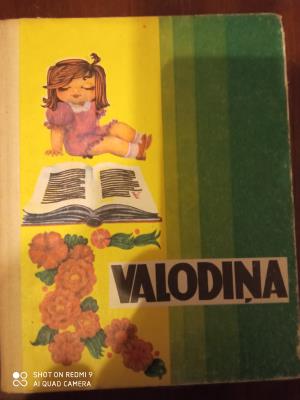 VALODIŅA
SHOT ON REDMI 9
AI QUAD CAMERA